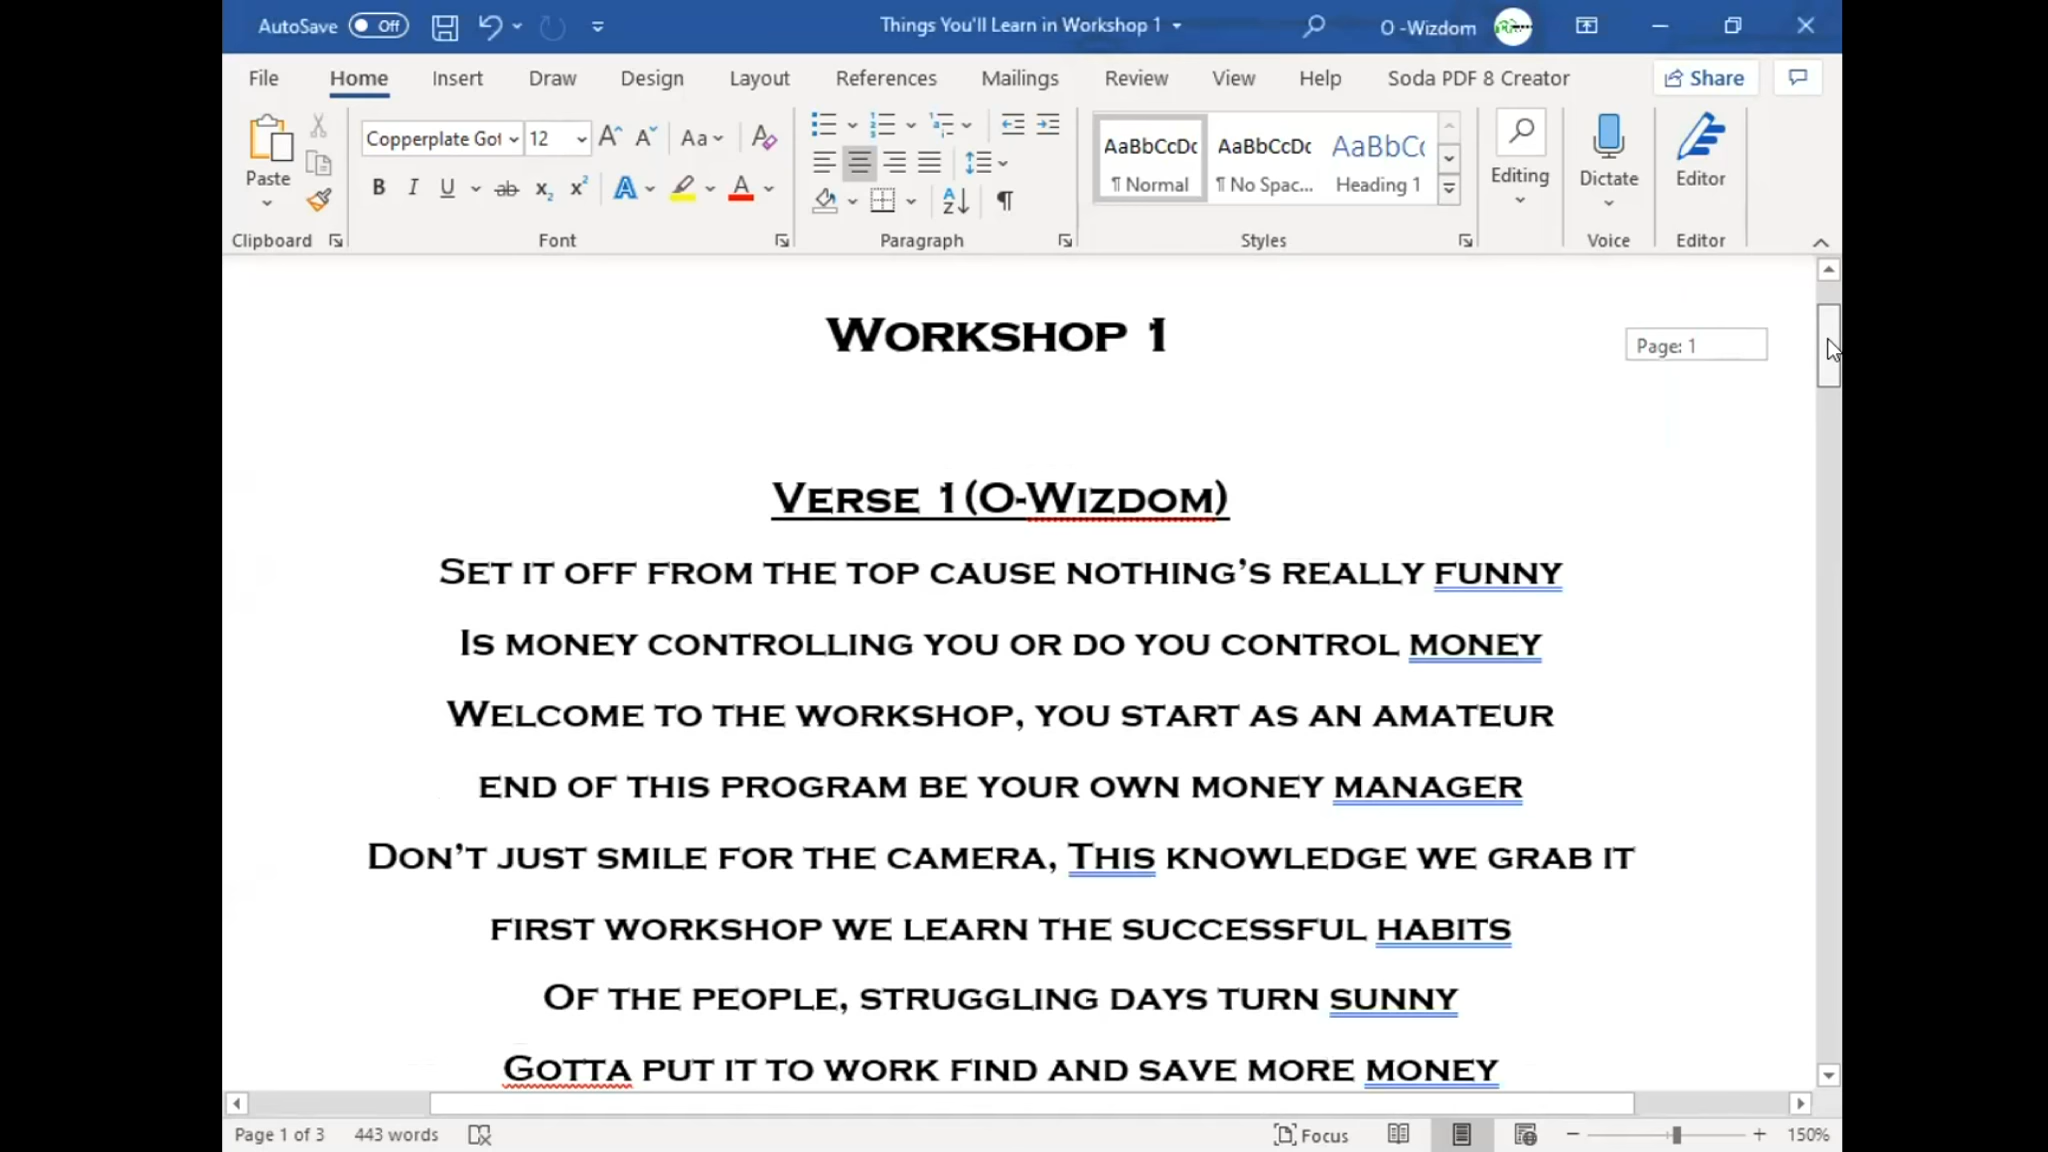 AutoSave Off Things You'll Learn in Workshop 1 O -Wizdom
File Home Insert Draw Design Layout References Mailings Review View Help Soda PDF 8 Creator Share
Paste Copperplate Got 12 Aa AaBbCcDc AaBbCcDc AaBbCc
¶ Normal ¶ No Spac... Heading 1 Editing Dictate Editor
Clipboard Font Paragraph Styles Voice Editor
Workshop 1
Page: 1
Verse 1(O-Wizdom)
Set it off from the top cause nothing’s really funny
Is money controlling you or do you control money
Welcome to the workshop, you start as an amateur
end of this program be your own money manager
Don’t just smile for the camera, This knowledge we grab it
first workshop we learn the successful habits
Of the people, struggling days turn sunny
Gotta put it to work find and save more money
Page 1 of 3 443 words Focus 150%